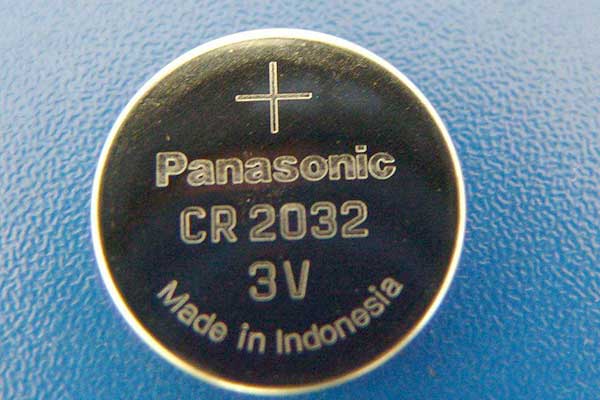 +
Panasonic
CR 2032
3V
Made in Indonesia